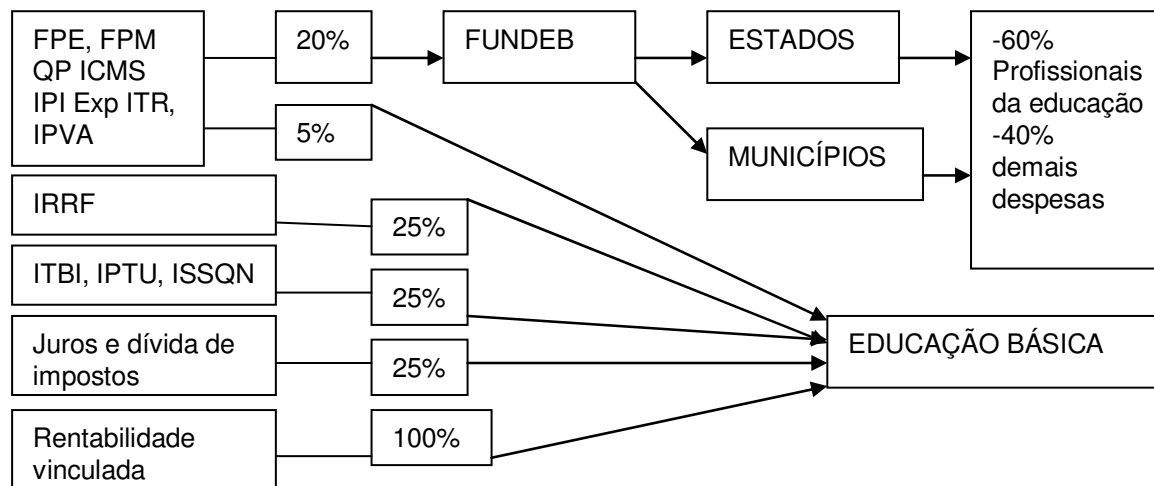 FPE, FPM
QP ICMS
IPI Exp ITR,
IPVA
20%
FUNDEB
ESTADOS
-60%
Profissionais
da educação
-40%
demais
despesas
5%
MUNICÍPIOS
IRRF
25%
ITBI, IPTU, ISSQN
25%
EDUCAÇÃO BÁSICA
Juros e dívida de
impostos
25%
Rentabilidade
vinculada
100%